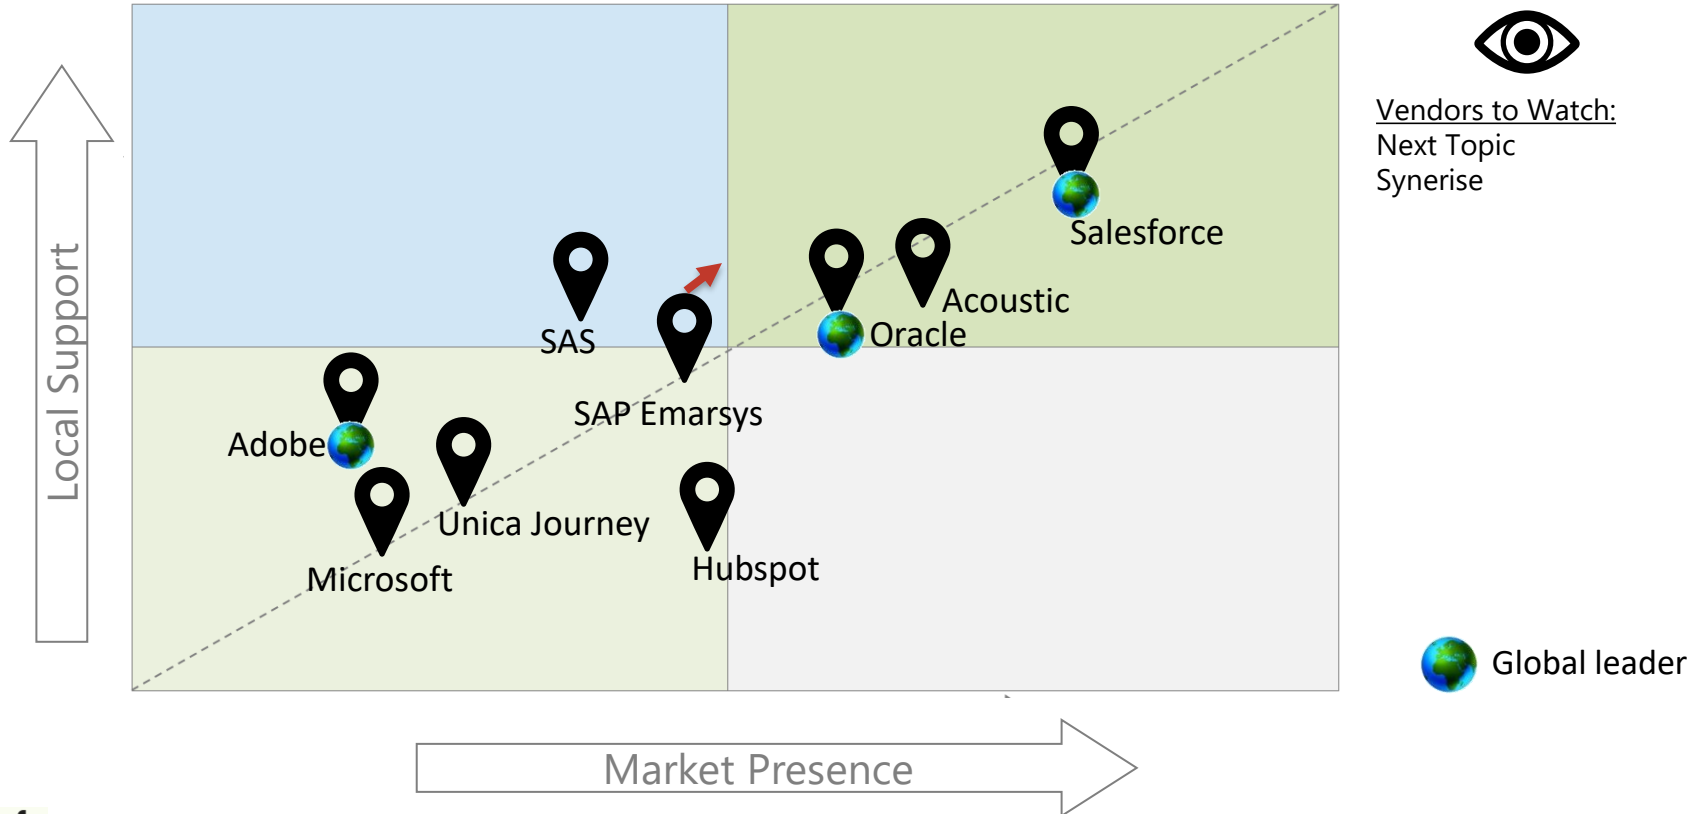 Vendors to Watch:
Next Topic
Synerise
Local Support
Salesforce
Acoustic
Oracle
SAS
SAP Emarsys
Adobe
Unica Journey
Hubspot
Microsoft
Global leader
Market Presence